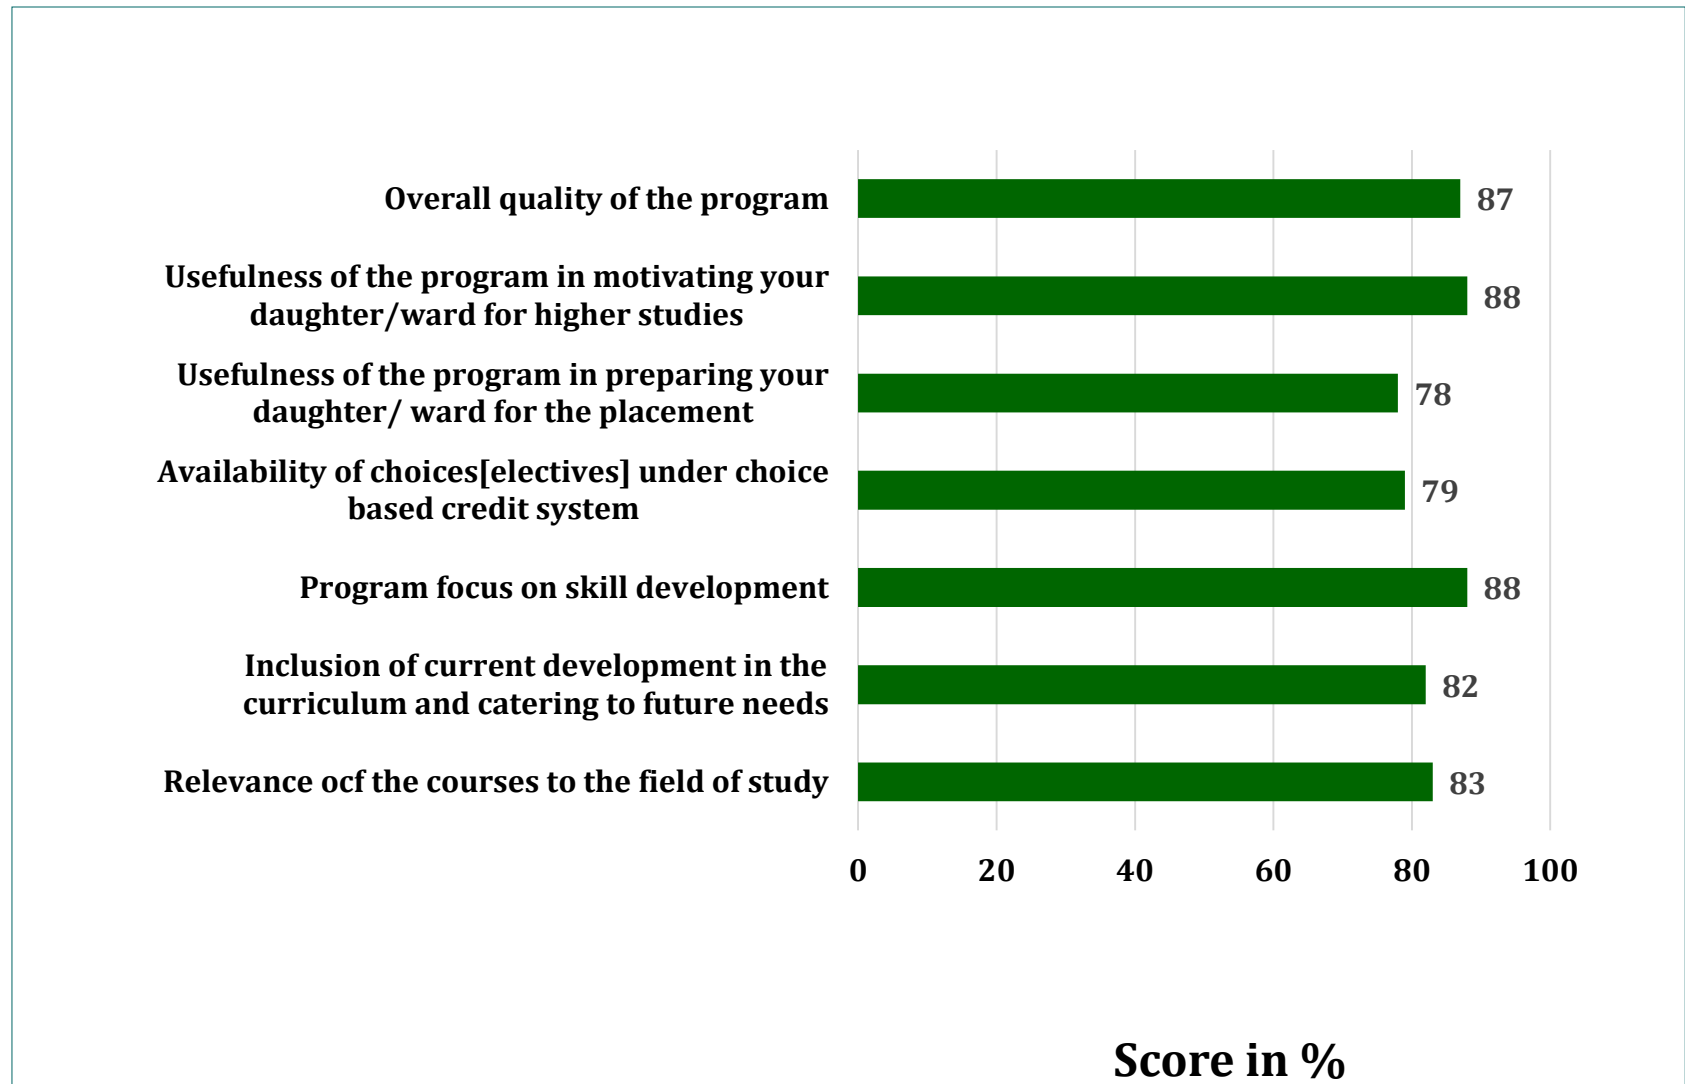 Overall quality of the program
87
Usefulness of the program in motivating your
daughter/ward for higher studies
88
Usefulness of the program in preparing your
daughter/ ward for the placement
78
Availability of choices[electives] under choice
based credit system
79
Program focus on skill development
88
Inclusion of current development in the
curriculum and catering to future needs
82
Relevance ocf the courses to the field of study
83
0 20 40 60 80 100
Score in %